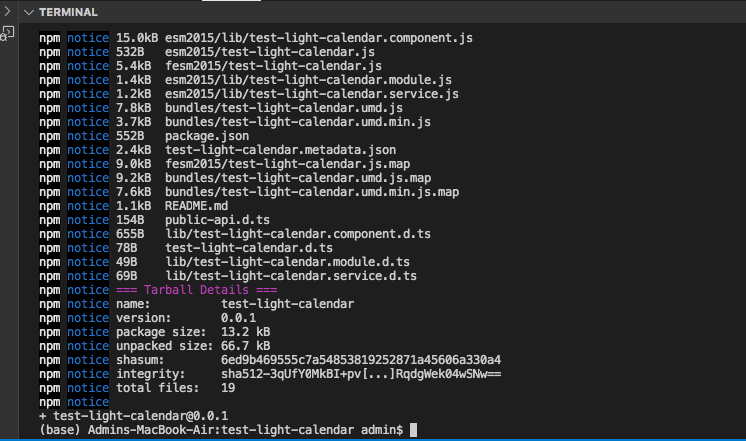 TERMINAL
npm notice 15.0kB esm2015/lib/test-light-calendar.component.js
npm notice 532B esm2015/test-light-calendar.js
npm notice 5.4kB fesm2015/test-light-calendar.js
npm notice 1.4kB esm2015/lib/test-light-calendar.module.js
npm notice 1.2kB esm2015/lib/test-light-calendar.service.js
npm notice 7.8kB bundles/test-light-calendar.umd.js
npm notice 3.7kB bundles/test-light-calendar.umd.min.js
npm notice 552B package.json
npm notice 2.4kB test-light-calendar.metadata.json
npm notice 9.0kB fesm2015/test-light-calendar.js.map
npm notice 9.2kB bundles/test-light-calendar.umd.js.map
npm notice 7.6kB bundles/test-light-calendar.umd.min.js.map
npm notice 1.1kB README.md
npm notice 154B public-api.d.ts
npm notice 655B lib/test-light-calendar.component.d.ts
npm notice 78B test-light-calendar.d.ts
npm notice 49B lib/test-light-calendar.module.d.ts
npm notice 69B lib/test-light-calendar.service.d.ts
npm notice === Tarball Details ===
npm notice name: test-light-calendar
npm notice version: 0.0.1
npm notice package size: 13.2 kB
npm notice unpacked size: 66.7 kB
npm notice shasum: 6ed9b469555c7a54853819252871a45606a330a4
npm notice integrity: sha512-3qUfY0MkBI+pv[...]RqdgWek04wSNw==
npm notice total files: 19
npm notice
+ test-light-calendar@0.0.1
(base) Admins-MacBook-Air:test-light-calendar admin$